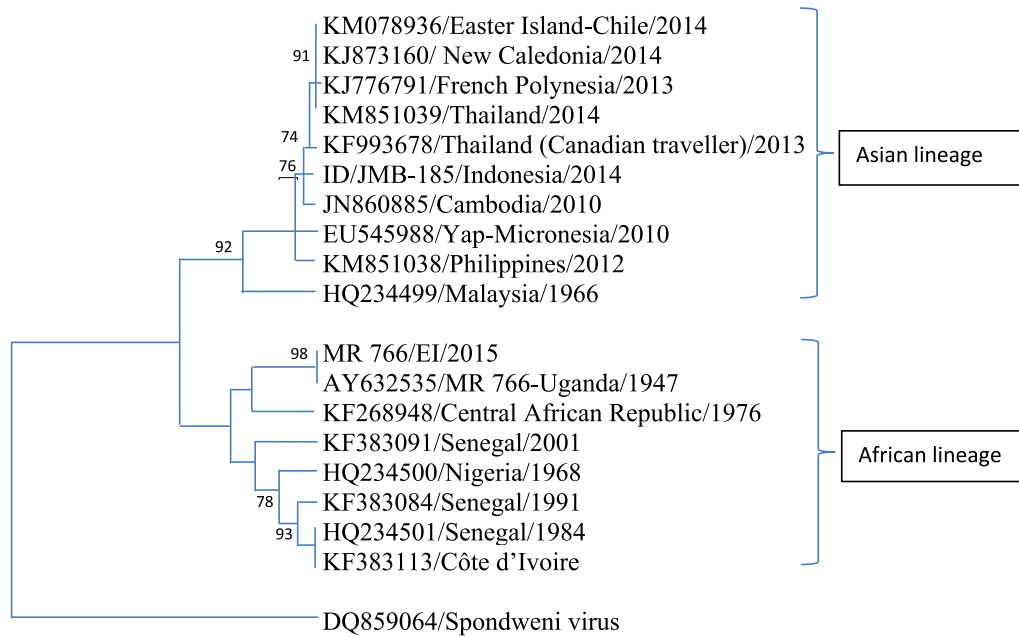 KM078936/Easter Island-Chile/2014
91
KJ873160/ New Caledonia/2014
KJ776791/French Polynesia/2013
KM851039/Thailand/2014
74
KF993678/Thailand (Canadian traveller)/2013
Asian lineage
76
ID/JMB-185/Indonesia/2014
JN860885/Cambodia/2010
EU545988/Yap-Micronesia/2010
92
KM851038/Philippines/2012
HQ234499/Malaysia/1966
98
MR 766/EI/2015
AY632535/MR 766-Uganda/1947
KF268948/Central African Republic/1976
KF383091/Senegal/2001
African lineage
HQ234500/Nigeria/1968
78
KF383084/Senegal/1991
93
HQ234501/Senegal/1984
KF383113/Côte d’Ivoire
DQ859064/Spondweni virus